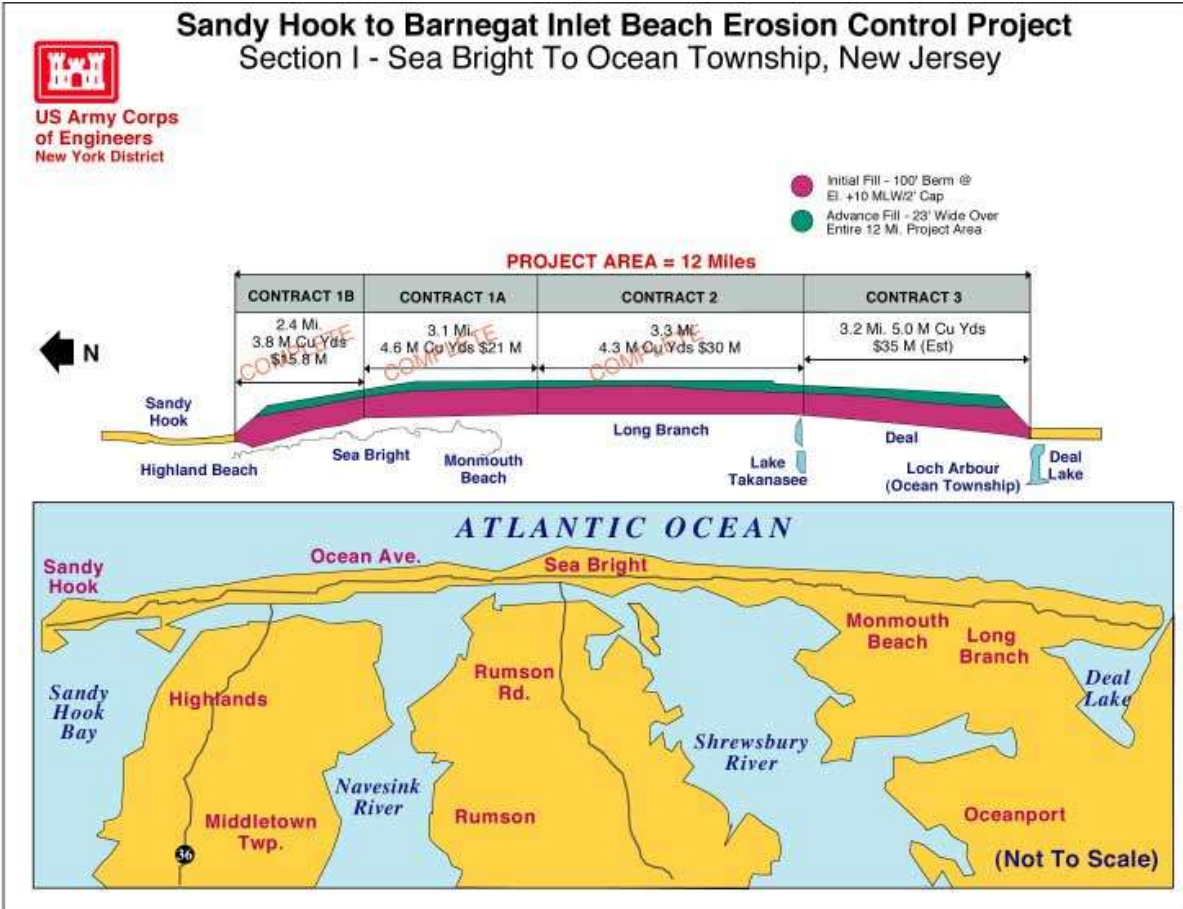 Sandy Hook to Barnegat Inlet Beach Erosion Control Project
Section I - Sea Bright To Ocean Township, New Jersey
US Army Corps
of Engineers
New York District
Initial Fill - 100' Berm @
El. +10 MLW/2' Cap
Advance Fill - 23' Wide Over
Entire 12 Mi. Project Area
PROJECT AREA = 12 Miles
CONTRACT 1B
CONTRACT 1A
CONTRACT 2
CONTRACT 3
N
2.4 Mi.
3.8 M Cu Yds
$15.8 M
COMPLETE
3.1 Mi.
4.6 M Cu Yds $21 M
COMPLETE
3.3 Mi.
4.3 M Cu Yds $30 M
COMPLETE
3.2 Mi. 5.0 M Cu Yds
$35 M (Est)
Sandy
Hook
Highland Beach
Sea Bright
Monmouth
Beach
Long Branch
Lake
Takanasee
Deal
Loch Arbour
(Ocean Township)
Deal
Lake
ATLANTIC OCEAN
Sandy
Hook
Ocean Ave.
Sea Bright
Monmouth
Beach
Long
Branch
Deal
Lake
Sandy
Hook
Bay
Highlands
Rumson
Rd.
Shrewsbury
River
Navesink
River
Middletown
Twp.
Rumson
Oceanport
36
(Not To Scale)